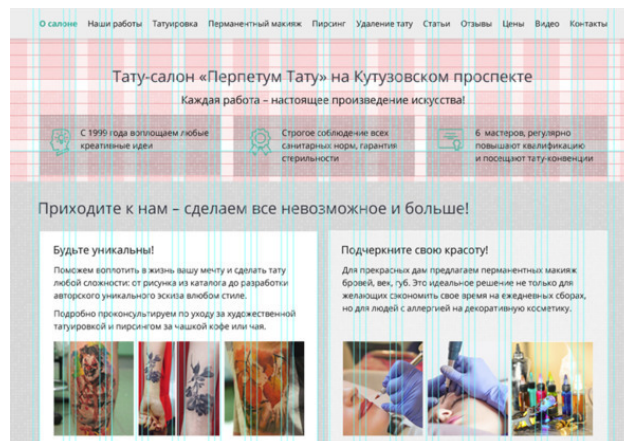 О салоне Наши работы Татуировка Перманентный макияж Пирсинг Удаление тату Статьи Отзывы Цены Видео Контакты
Тату-салон «Перпетум Тату» на Кутузовском проспекте
Каждая работа – настоящее произведение искусства!
С 1999 года воплощаем любые
креативные идеи
Строгое соблюдение всех
санитарных норм, гарантия
стерильности
6 мастеров, регулярно
повышают квалификацию
и посещают тату-конвенции
Приходите к нам – сделаем все невозможное и больше!
Будьте уникальны!
Поможем воплотить в жизнь вашу мечту и сделать тату
любой сложности: от рисунка из каталога до разработки
авторского уникального эскиза влюбом стиле.
Подробно проконсультируем по уходу за художественной
татуировкой и пирсингом за чашкой кофе или чая.
Подчеркните свою красоту!
Для прекрасных дам предлагаем перманентных макияж
бровей, век, губ. Это идеальное решение не только для
желающих сэкономить свое время на ежедневных сборах,
но для людей с аллергией на декоративную косметику.